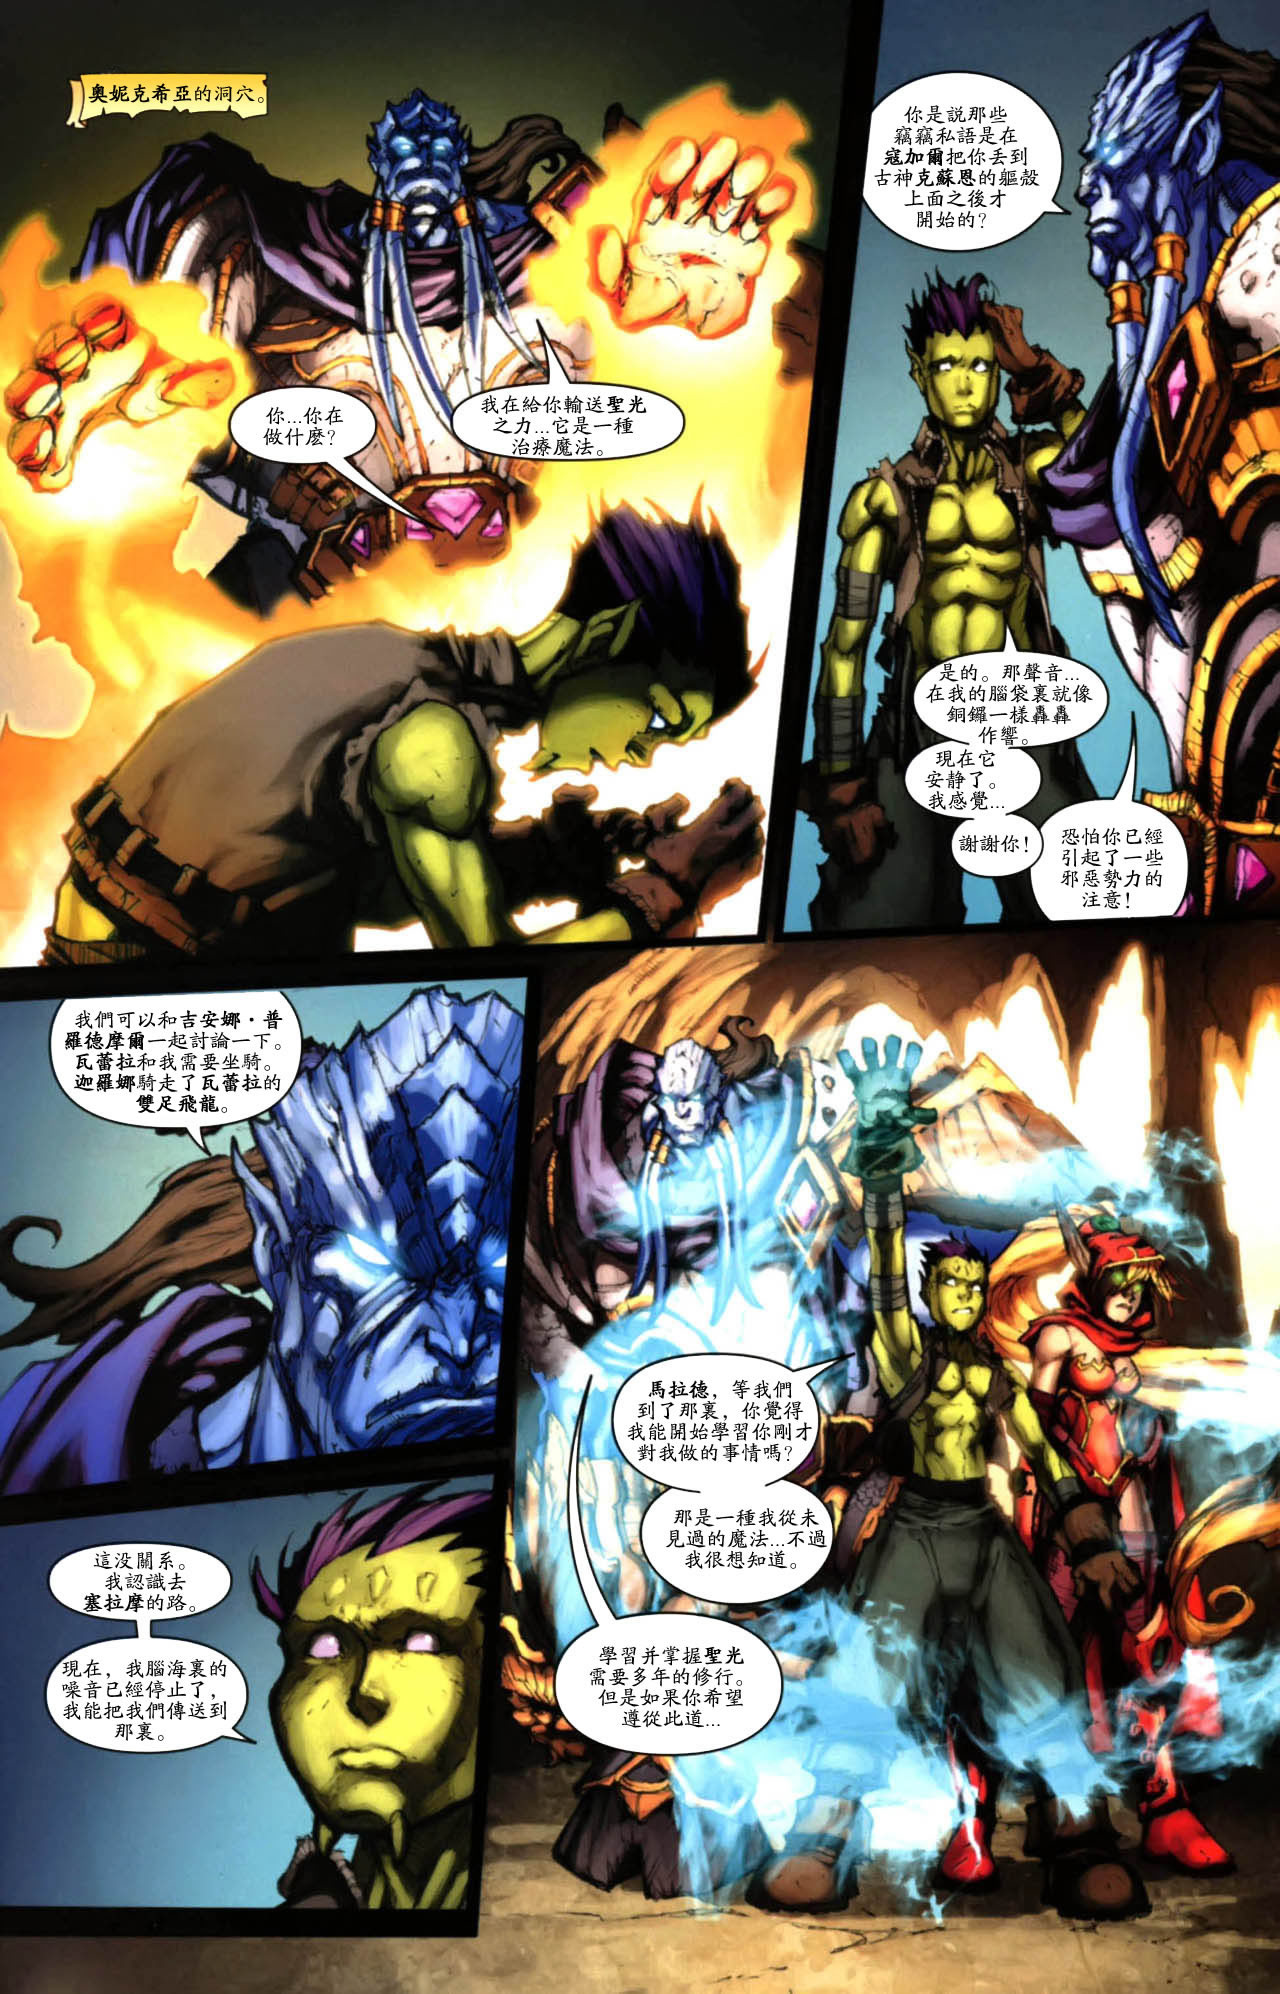 奧妮克希亞的洞穴。
你...你在
做什麽?
我在給你輸送聖光
之力...它是一種
治療魔法。
你是說那些
竊竊私語是在
寇加爾把你丟到
古神克蘇恩的軀殼
上面之後才
開始的?
是的。那聲音...
在我的腦袋裏就像
銅鑼一樣轟轟
作響。
現在它
安静了。
我感覺...
謝謝你!
恐怕你已經
引起了一些
邪惡勢力的
注意!
我們可以和吉安娜·普
羅德摩爾一起討論一下。
瓦蕾拉和我需要坐騎。
迦羅娜騎走了瓦蕾拉的
雙足飛龍。
這没關系。
我認識去
塞拉摩的路。
現在，我腦海裏的
噪音已經停止了，
我能把我們傳送到
那裏。
馬拉德，等我們
到了那裏，你覺得
我能開始學習你剛才
對我做的事情嗎?
那是一種我從未
見過的魔法...不過
我很想知道。
學習并掌握聖光
需要多年的修行。
但是如果你希望
遵從此道...